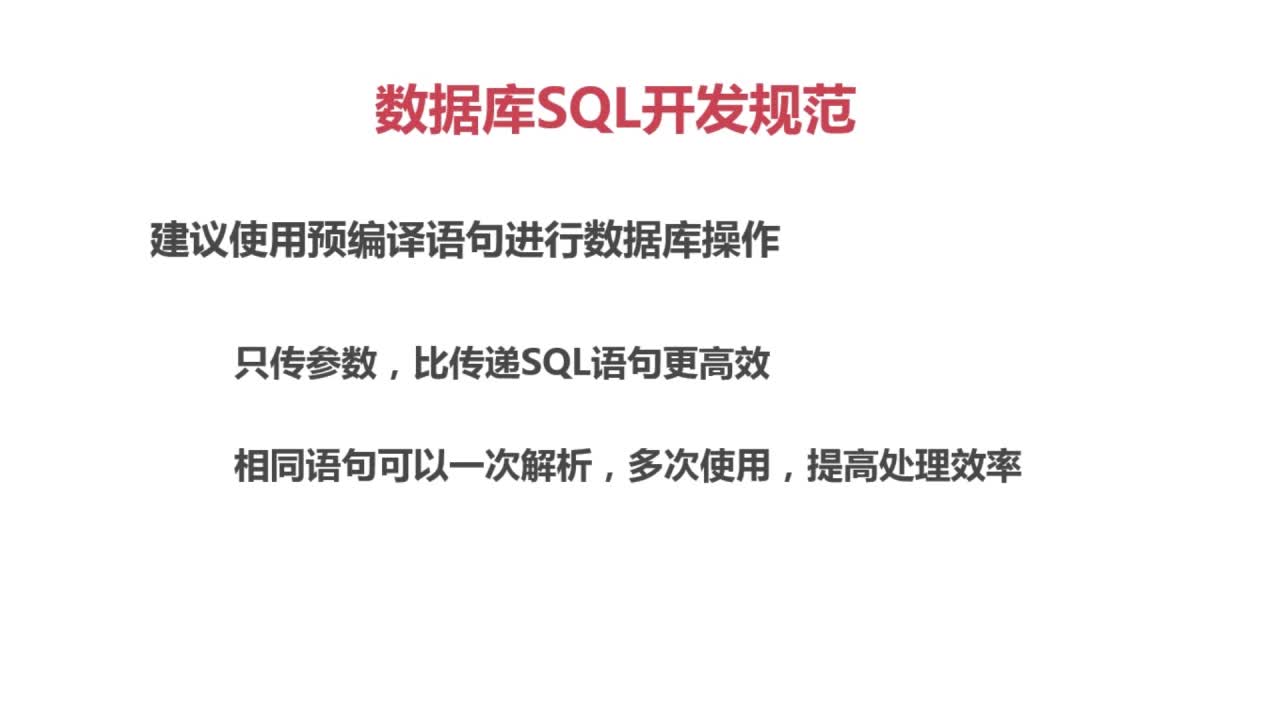 数据库SQL开发规范
建议使用预编译语句进行数据库操作
只传参数，比传递SQL语句更高效
相同语句可以一次解析，多次使用，提高处理效率